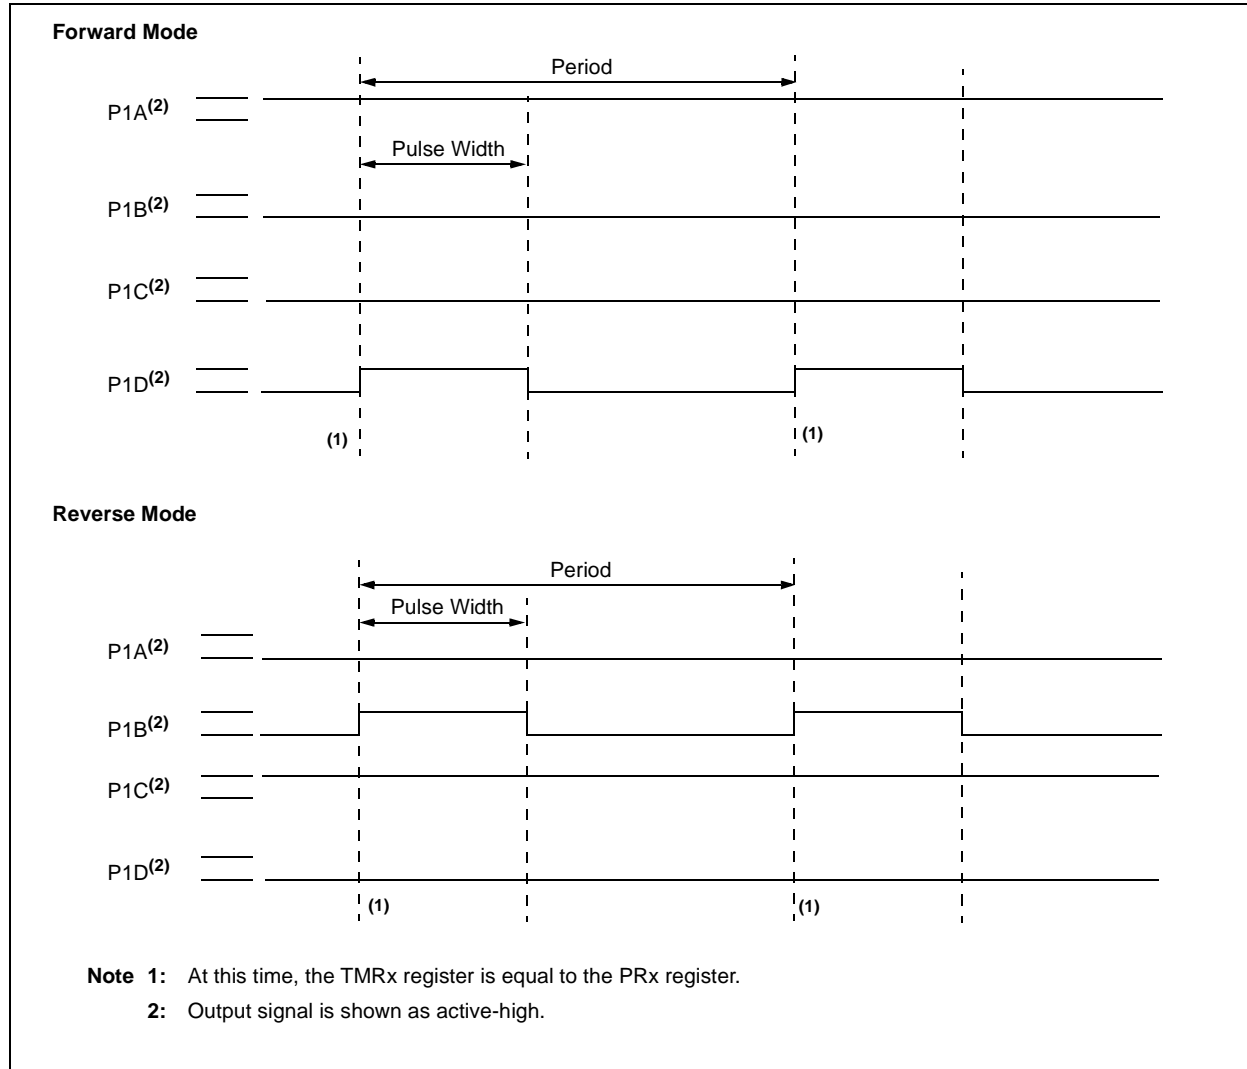 Forward Mode
Period
P1A(2)
Pulse Width
P1B(2)
P1C(2)
P1D(2)
(1)
(1)
Reverse Mode
Period
Pulse Width
P1A(2)
P1B(2)
P1C(2)
P1D(2)
(1)
(1)
Note 1: At this time, the TMRx register is equal to the PRx register.
2: Output signal is shown as active-high.